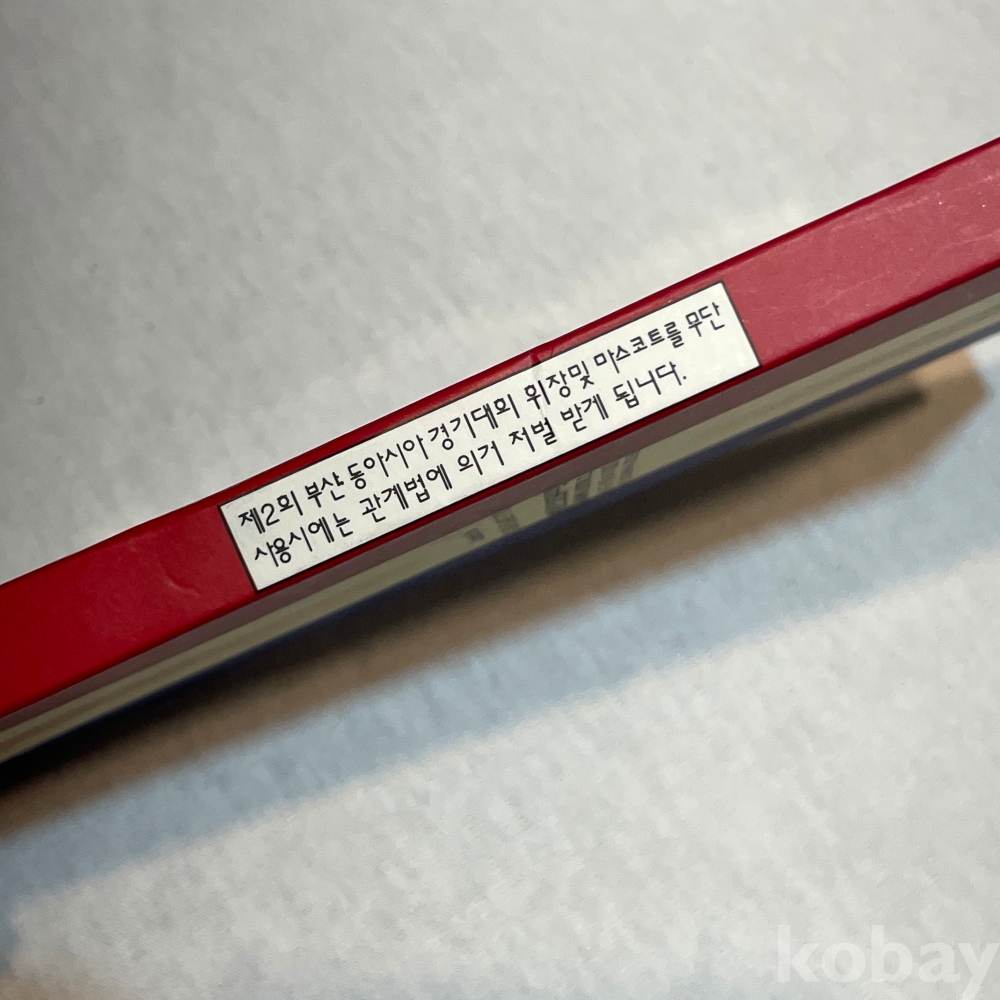 제2회 부산 동아시아 경기대회 휘장및 마스코트를 무단
사용시에는 관계법에 의거 처벌 받게 됩니다.
kobay